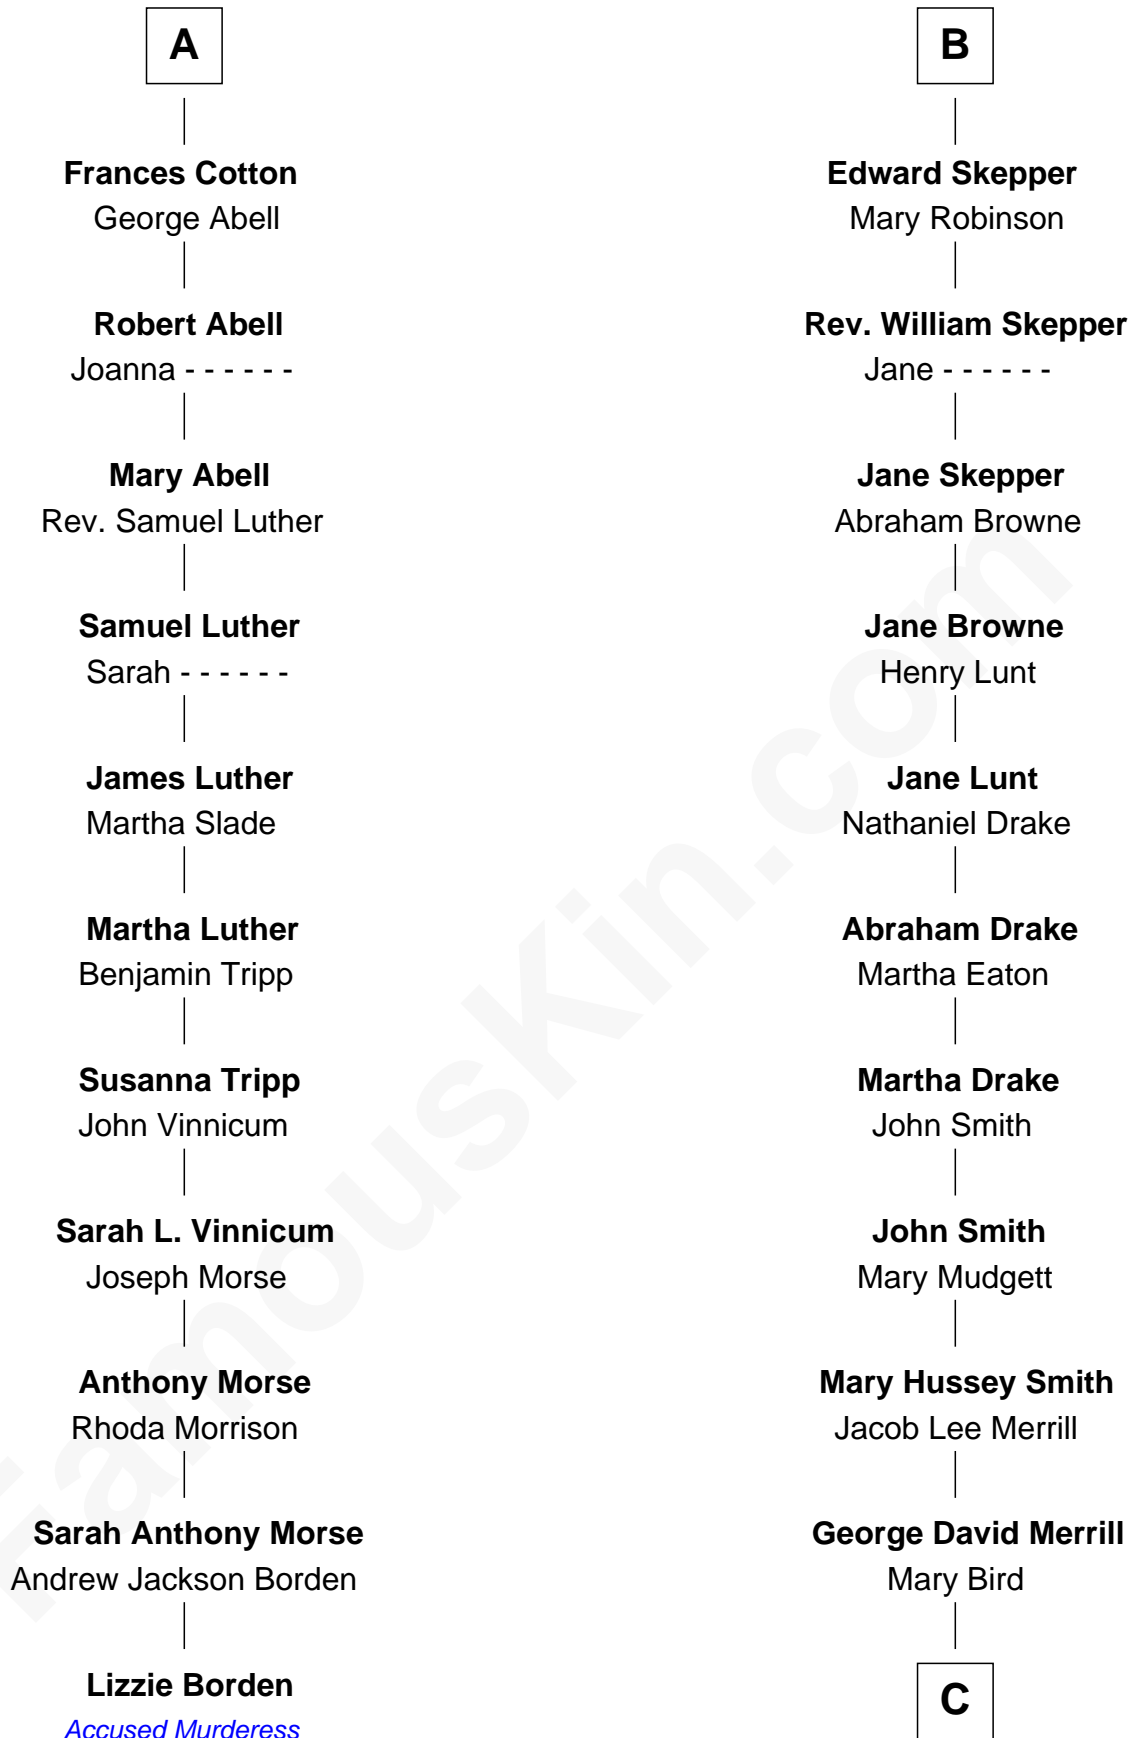 A
Frances Cotton
George Abell
Robert Abell
Joanna - - - - - -
Mary Abell
Rev. Samuel Luther
Samuel Luther
Sarah - - - - - -
James Luther
Martha Slade
Martha Luther
Benjamin Tripp
Susanna Tripp
John Vinnicum
Sarah L. Vinnicum
Joseph Morse
Anthony Morse
Rhoda Morrison
Sarah Anthony Morse
Andrew Jackson Borden
Lizzie Borden
Accused Murderess
B
Edward Skepper
Mary Robinson
Rev. William Skepper
Jane - - - - - -
Jane Skepper
Abraham Browne
Jane Browne
Henry Lunt
Jane Lunt
Nathaniel Drake
Abraham Drake
Martha Eaton
Martha Drake
John Smith
John Smith
Mary Mudgett
Mary Hussey Smith
Jacob Lee Merrill
George David Merrill
Mary Bird
C
FamousKin.com